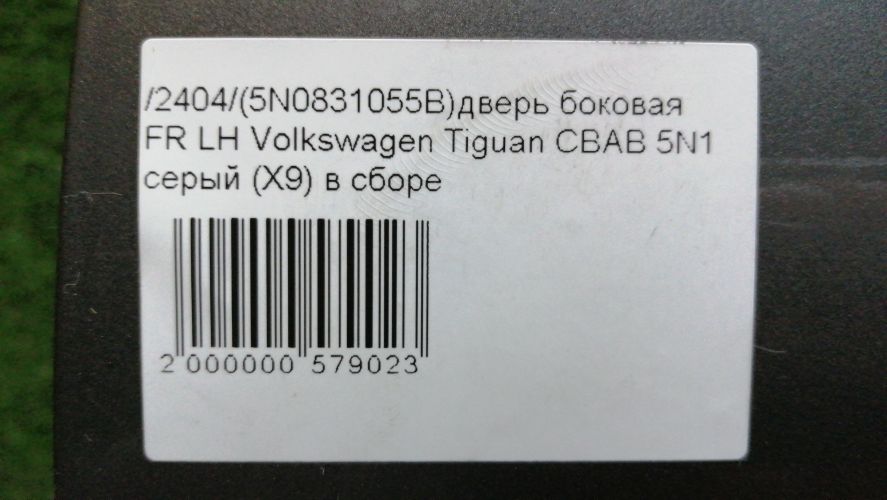 /2404/(5N0831055B)дверь боковая
FR LH Volkswagen Tiguan CBAB 5N1
серый (X9) в сборе
2 000000 579023